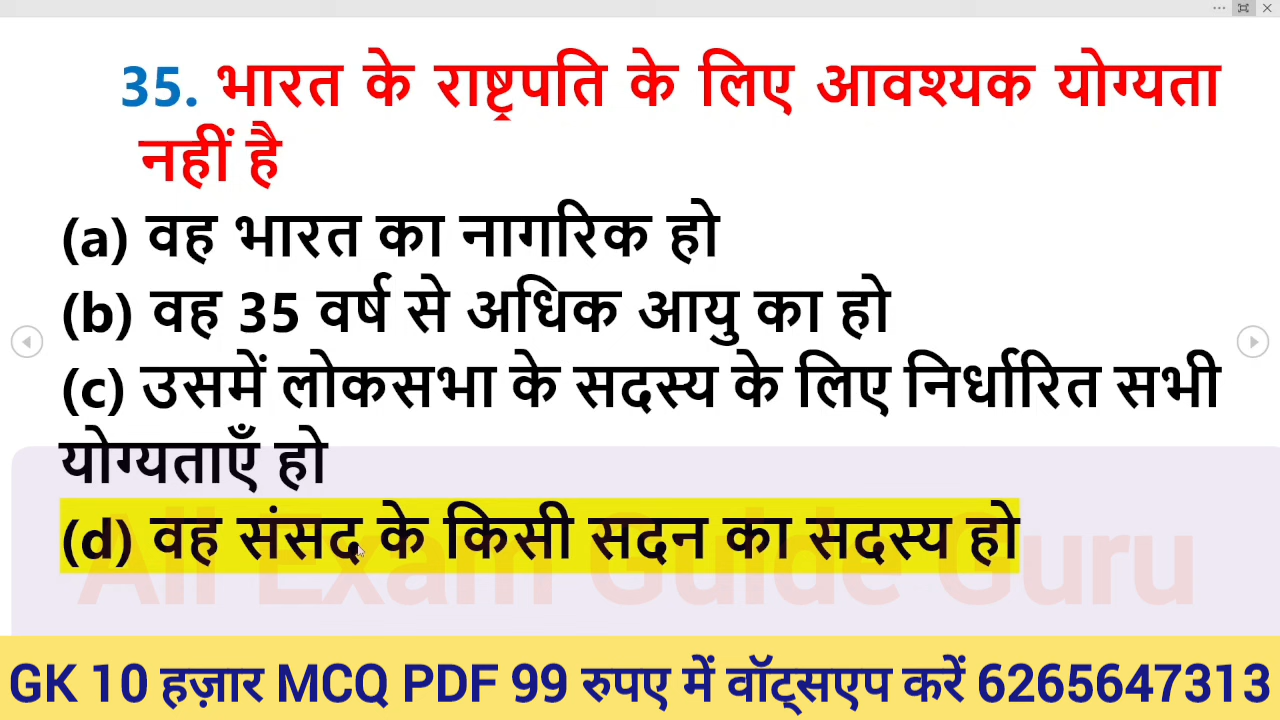 35. भारत के राष्ट्रपति के लिए आवश्यक योग्यता
नहीं है
(a) वह भारत का नागरिक हो
(b) वह 35 वर्ष से अधिक आयु का हो
(c) उसमें लोकसभा के सदस्य के लिए निर्धारित सभी
योग्यताएँ हो
(d) वह संसद के किसी सदन का सदस्य हो
All Exam Guide Guru
GK 10 हज़ार MCQ PDF 99 रुपए में वॉट्सएप करें 6265647313